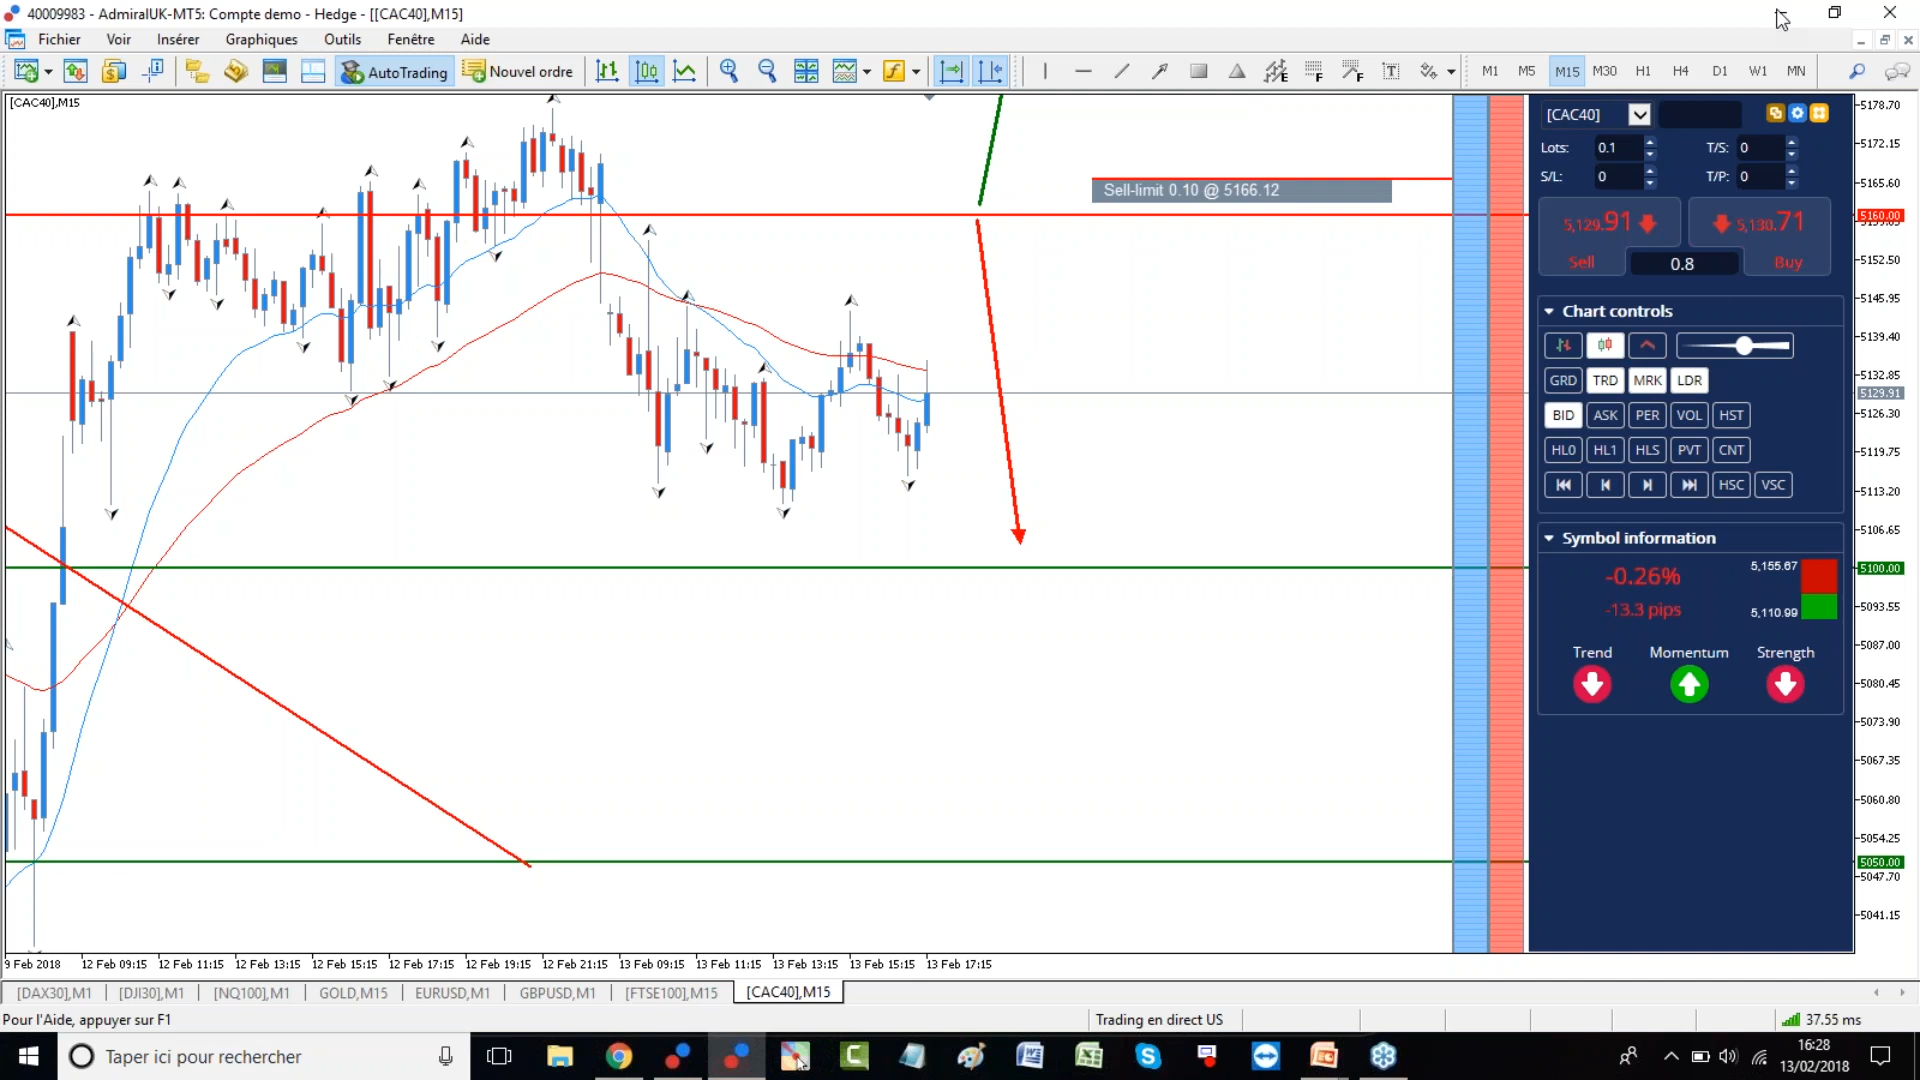 40009983 - AdmiralUK-MT5: Compte demo - Hedge - [[CAC40],M15]
Fichier Voir Insérer Graphiques Outils Fenêtre Aide
AutoTrading Nouvel ordre M1 M5 M15 M30 H1 H4 D1 W1 MN
[CAC40],M15
Sell-limit 0.10 @ 5166.12
5178.70
5172.15
5165.60
5160.00
5152.50
5145.95
5139.40
5132.85
5129.91
5126.30
5119.75
5113.20
5106.65
5100.00
5093.55
5087.00
5080.45
5073.90
5067.35
5060.80
5054.25
5050.00
5047.70
5041.15
[CAC40]
Lots: 0.1 T/S: 0
S/L: 0 T/P: 0
5,129.91 5,130.71
Sell 0.8 Buy
Chart controls
GRD TRD MRK LDR
BID ASK PER VOL HST
HL0 HL1 HLS PVT CNT
HSC VSC
Symbol information
-0.26% 5,155.67
-13.3 pips 5,110.99
Trend Momentum Strength
9 Feb 2018 12 Feb 09:15 12 Feb 11:15 12 Feb 13:15 12 Feb 15:15 12 Feb 17:15 12 Feb 19:15 12 Feb 21:15 13 Feb 09:15 13 Feb 11:15 13 Feb 13:15 13 Feb 15:15 13 Feb 17:15
[DAX30],M1 [DJI30],M1 [NQ100],M1 GOLD,M15 EURUSD,M1 GBPUSD,M1 [FTSE100],M15 [CAC40],M15
Pour l'Aide, appuyer sur F1 Trading en direct US 37.55 ms
Taper ici pour rechercher
16:28
13/02/2018